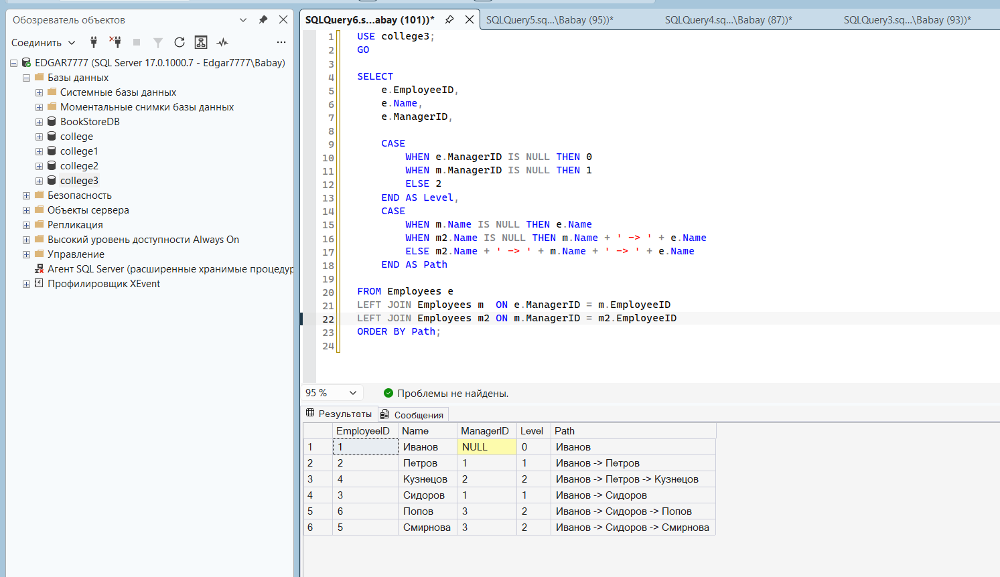 Обозреватель объектов
Соединить
EDGAR7777 (SQL Server 17.0.1000.7 - Edgar7777\Babay)
Базы данных
Системные базы данных
Моментальные снимки базы данных
BookStoreDB
college
college1
college2
college3
Безопасность
Объекты сервера
Репликация
Высокий уровень доступности Always On
Управление
Агент SQL Server (расширенные хранимые процедур
Профилировщик XEvent
SQLQuery6.s...abay (101))* SQLQuery5.sq...\Babay (95))* SQLQuery4.sq...\Babay (87))* SQLQuery3.sq...\Babay (93))*
1 USE college3;
2 GO
3
4 SELECT
5 e.EmployeeID,
6 e.Name,
7 e.ManagerID,
8
9 CASE
10 WHEN e.ManagerID IS NULL THEN 0
11 WHEN m.ManagerID IS NULL THEN 1
12 ELSE 2
13 END AS Level,
14 CASE
15 WHEN m.Name IS NULL THEN e.Name
16 WHEN m2.Name IS NULL THEN m.Name + ' -> ' + e.Name
17 ELSE m2.Name + ' -> ' + m.Name + ' -> ' + e.Name
18 END AS Path
19
20 FROM Employees e
21 LEFT JOIN Employees m  ON e.ManagerID = m.EmployeeID
22 LEFT JOIN Employees m2 ON m.ManagerID = m2.EmployeeID
23 ORDER BY Path;
24
95 % Проблемы не найдены.
Результаты Сообщения
EmployeeID Name ManagerID Level Path
1 1 Иванов NULL 0 Иванов
2 2 Петров 1 1 Иванов -> Петров
3 4 Кузнецов 2 2 Иванов -> Петров -> Кузнецов
4 3 Сидоров 1 1 Иванов -> Сидоров
5 6 Попов 3 2 Иванов -> Сидоров -> Попов
6 5 Смирнова 3 2 Иванов -> Сидоров -> Смирнова